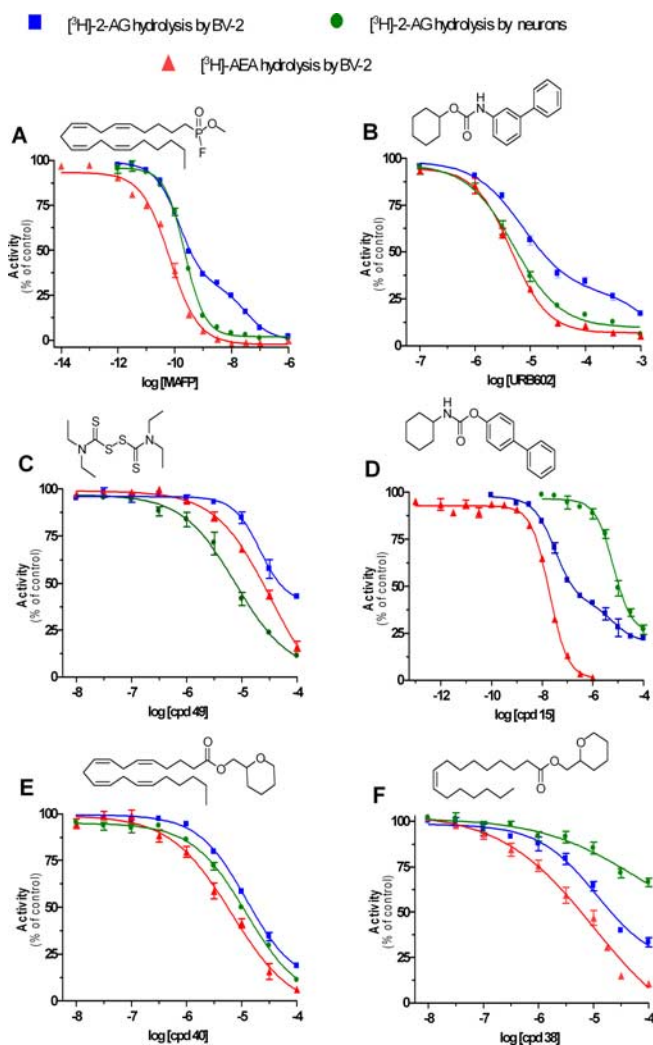 [³H]-2-AG hydrolysis by BV-2
[³H]-2-AG hydrolysis by neurons
[³H]-AEA hydrolysis by BV-2
A
O
P
O
F
100
75
50
25
0
Activity
(% of control)
-14 -12 -10 -8 -6
log [MAFP]
B
O
H
N
O
100
75
50
25
0
Activity
(% of control)
-7 -6 -5 -4 -3
log [URB602]
C
S
N
S
S
N
S
100
75
50
25
0
Activity
(% of control)
-8 -7 -6 -5 -4
log [cpd 49]
D
H
N
O
O
100
75
50
25
0
Activity
(% of control)
-12 -10 -8 -6 -4
log [cpd 15]
E
O
O
O
100
75
50
25
0
Activity
(% of control)
-8 -7 -6 -5 -4
log [cpd 40]
F
O
O
O
100
75
50
25
0
Activity
(% of control)
-8 -7 -6 -5 -4
log [cpd 38]